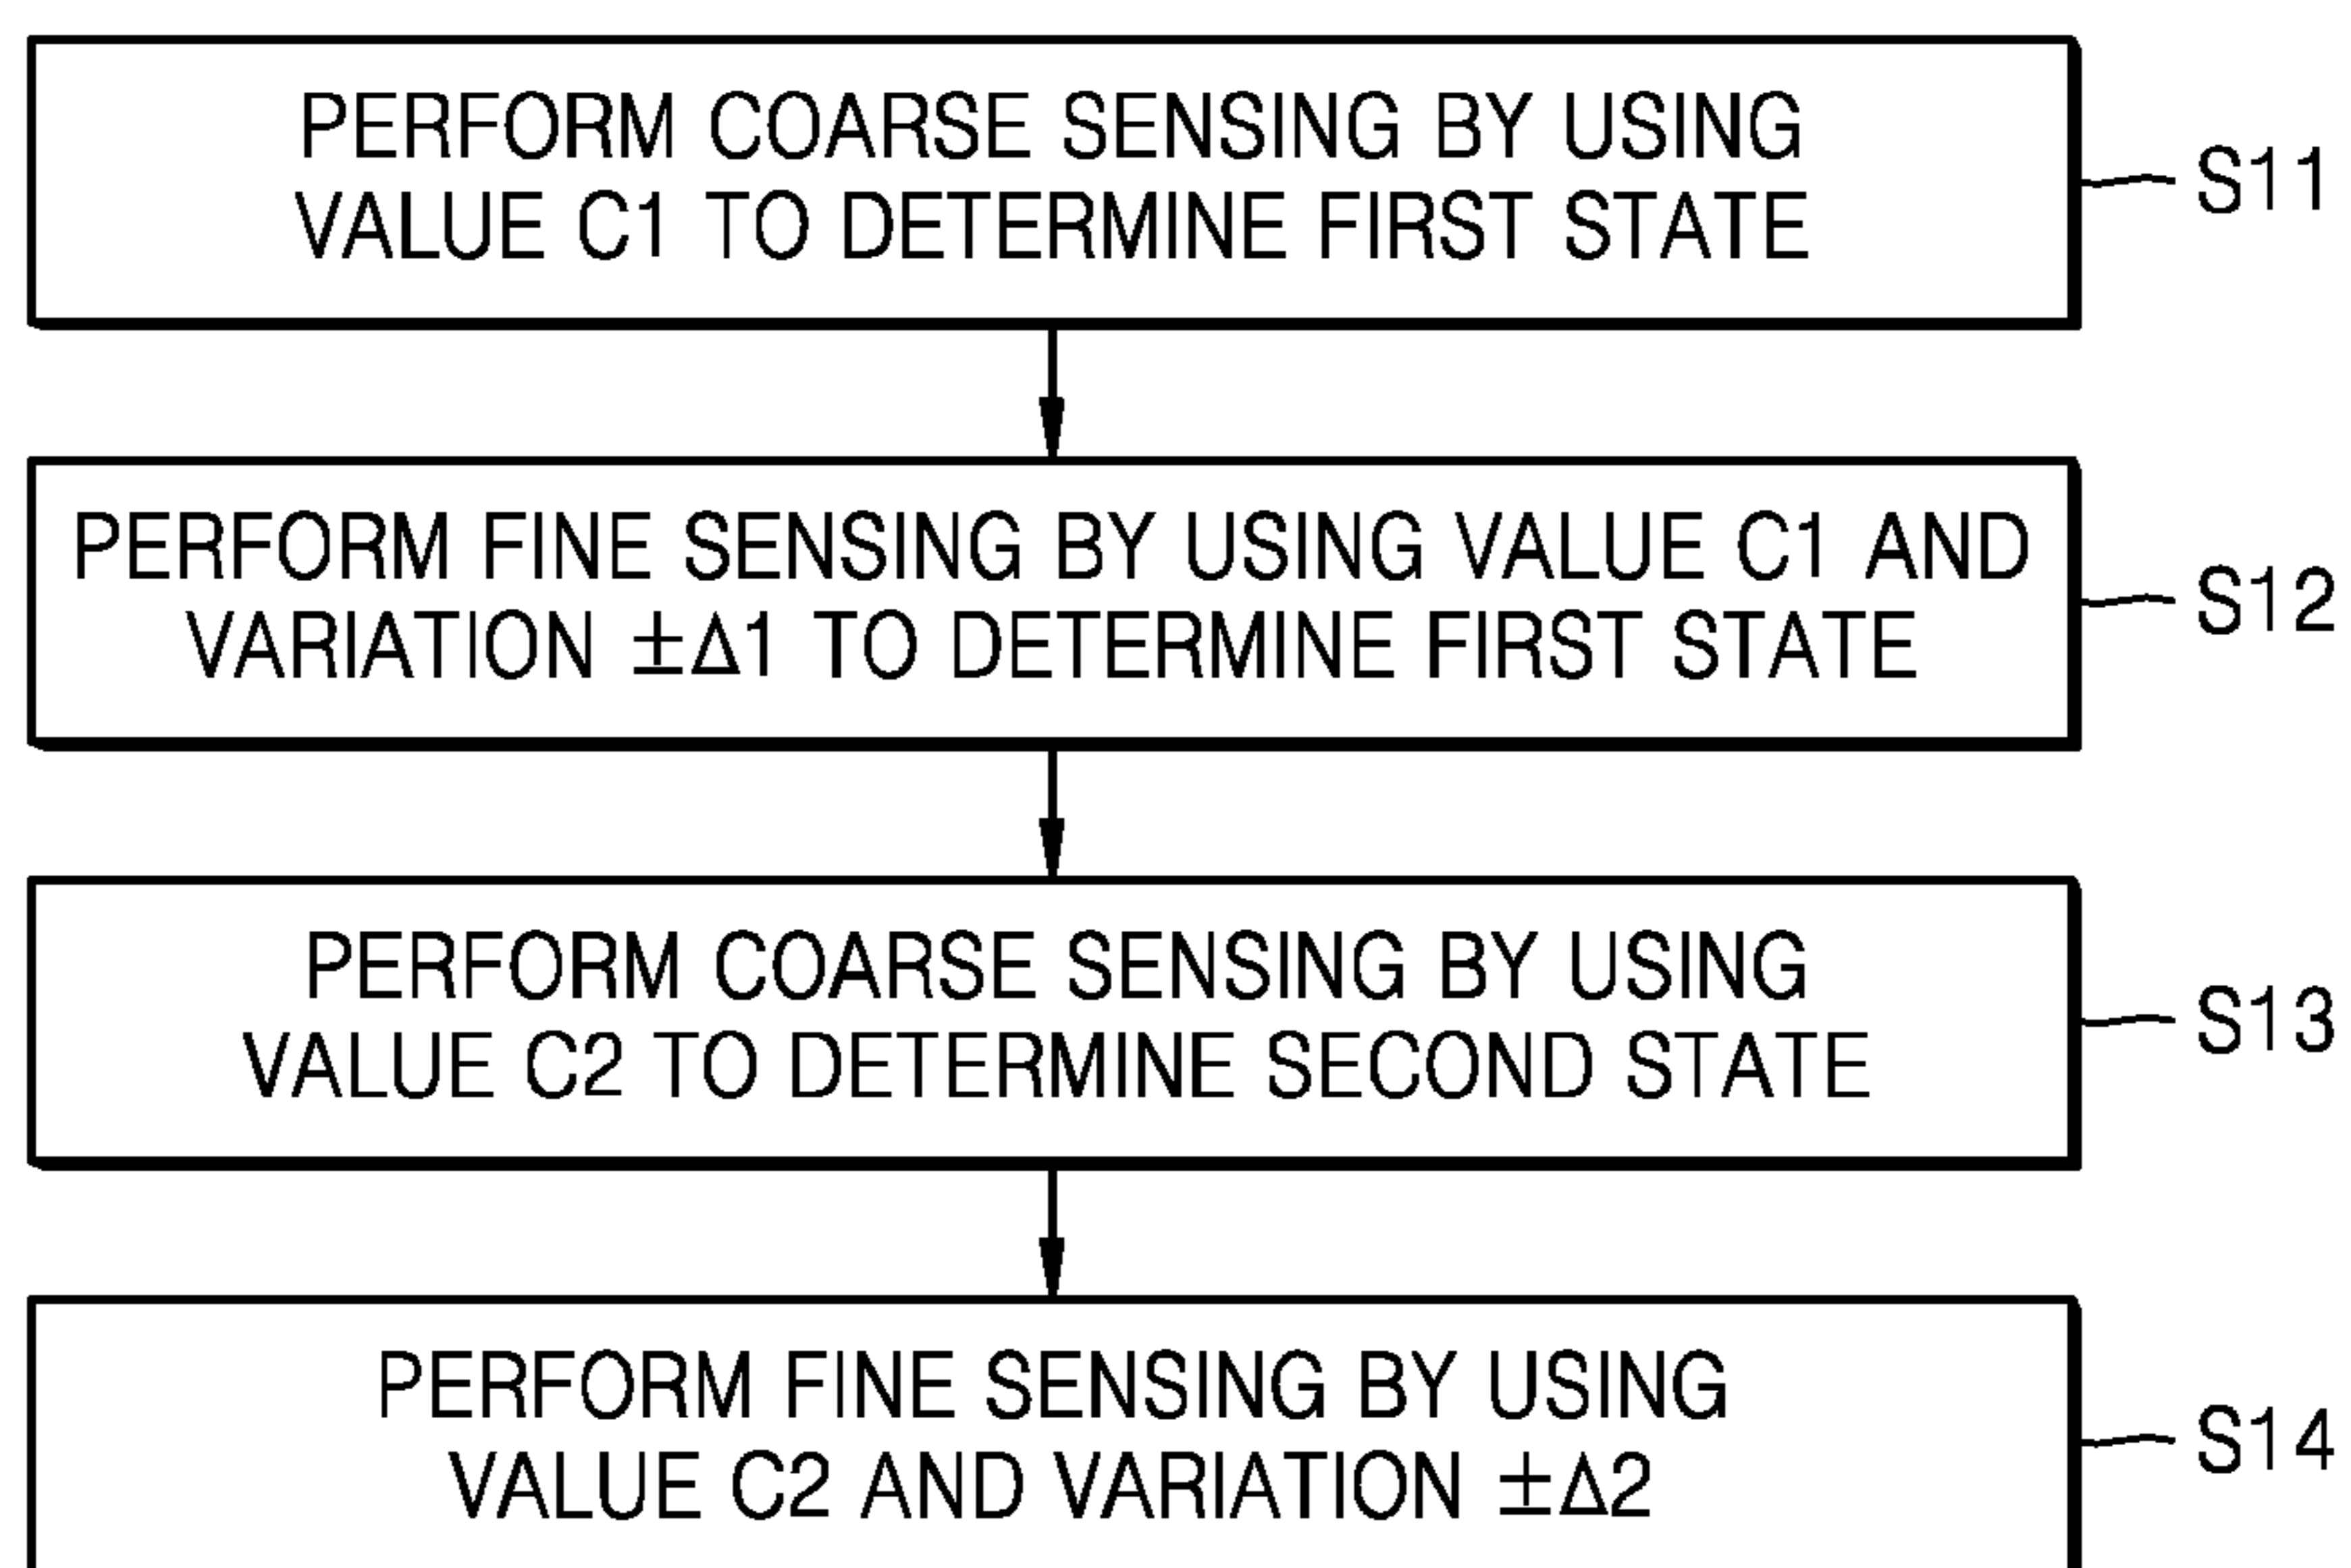 PERFORM COARSE SENSING BY USING
VALUE C1 TO DETERMINE FIRST STATE
S11
PERFORM FINE SENSING BY USING VALUE C1 AND
VARIATION ±Δ1 TO DETERMINE FIRST STATE
S12
PERFORM COARSE SENSING BY USING
VALUE C2 TO DETERMINE SECOND STATE
S13
PERFORM FINE SENSING BY USING
VALUE C2 AND VARIATION ±Δ2
S14